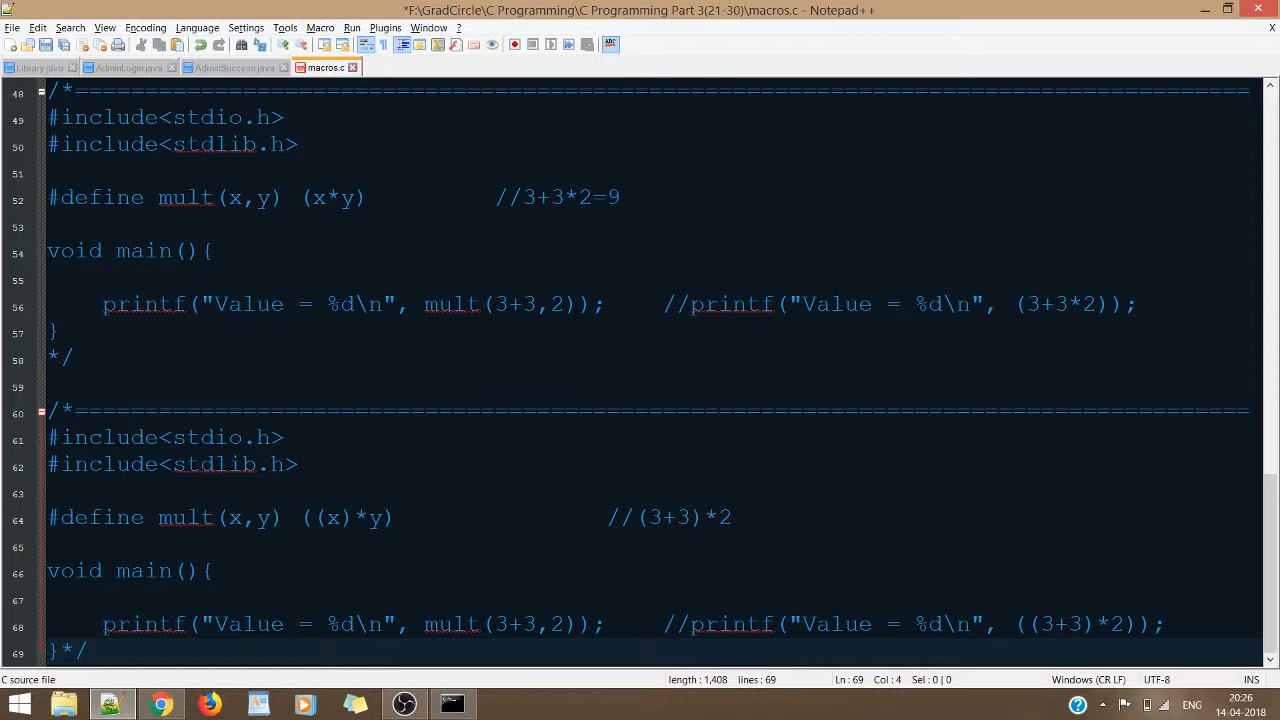 *F:\GradCircle\C Programming\C Programming Part 3(21-30)\macros.c - Notepad++
File Edit Search View Encoding Language Settings Tools Macro Run Plugins Window ? X
Library.java AdminLogin.java AdminSuccess.java macros.c
48 /*=====================================================================================
49 #include<stdio.h>
50 #include<stdlib.h>
51
52 #define mult(x,y) (x*y) //3+3*2=9
53
54 void main(){
55
56 printf("Value = %d\n", mult(3+3,2)); //printf("Value = %d\n", (3+3*2));
57 }
58 */
59
60 /*=====================================================================================
61 #include<stdio.h>
62 #include<stdlib.h>
63
64 #define mult(x,y) ((x)*y) //(3+3)*2
65
66 void main(){
67
68 printf("Value = %d\n", mult(3+3,2)); //printf("Value = %d\n", ((3+3)*2));
69 }*/
C source file length : 1,408 lines : 69 Ln : 69 Col : 4 Sel : 0 | 0 Windows (CR LF) UTF-8 INS
ENG 20:26
14-04-2018